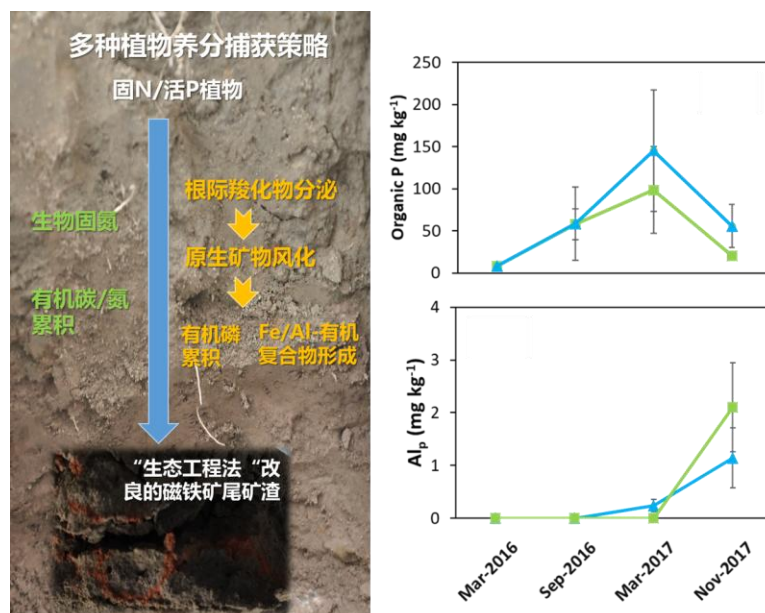 多种植物养分捕获策略
固N/活P植物
生物固氮
有机碳/氮
累积
根际羧化物分泌
原生矿物风化
有机磷
累积
Fe/Al-有机
复合物形成
“生态工程法“改
良的磁铁矿尾矿渣
Organic P (mg kg⁻¹)
250
200
150
100
50
0
Alₚ (mg kg⁻¹)
4
3
2
1
0
Mar-2016
Sep-2016
Mar-2017
Nov-2017